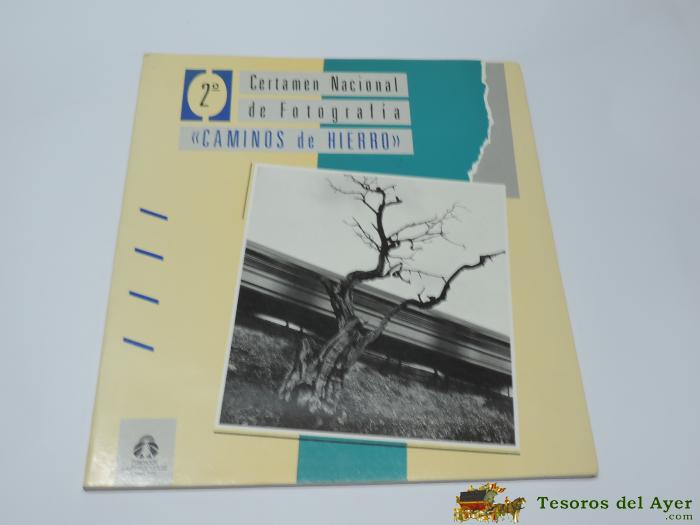 2º
Certamen Nacional
de Fotografía
«CAMINOS de HIERRO»
Tesoros del Ayer
.com